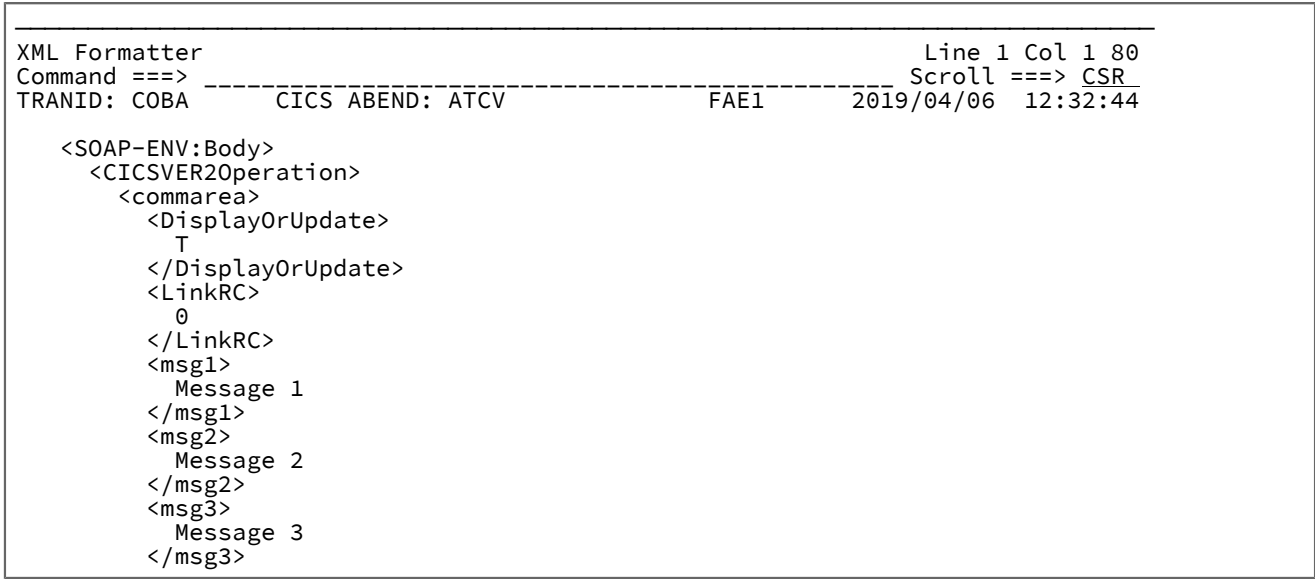 XML Formatter                                                  Line 1 Col 1 80
Command ===> ________________________________________________ Scroll ===> CSR
TRANID: COBA      CICS ABEND: ATCV              FAE1      2019/04/06  12:32:44
<SOAP-ENV:Body>
<CICSVER2Operation>
<commarea>
<DisplayOrUpdate>
T
</DisplayOrUpdate>
<LinkRC>
0
</LinkRC>
<msg1>
Message 1
</msg1>
<msg2>
Message 2
</msg2>
<msg3>
Message 3
</msg3>